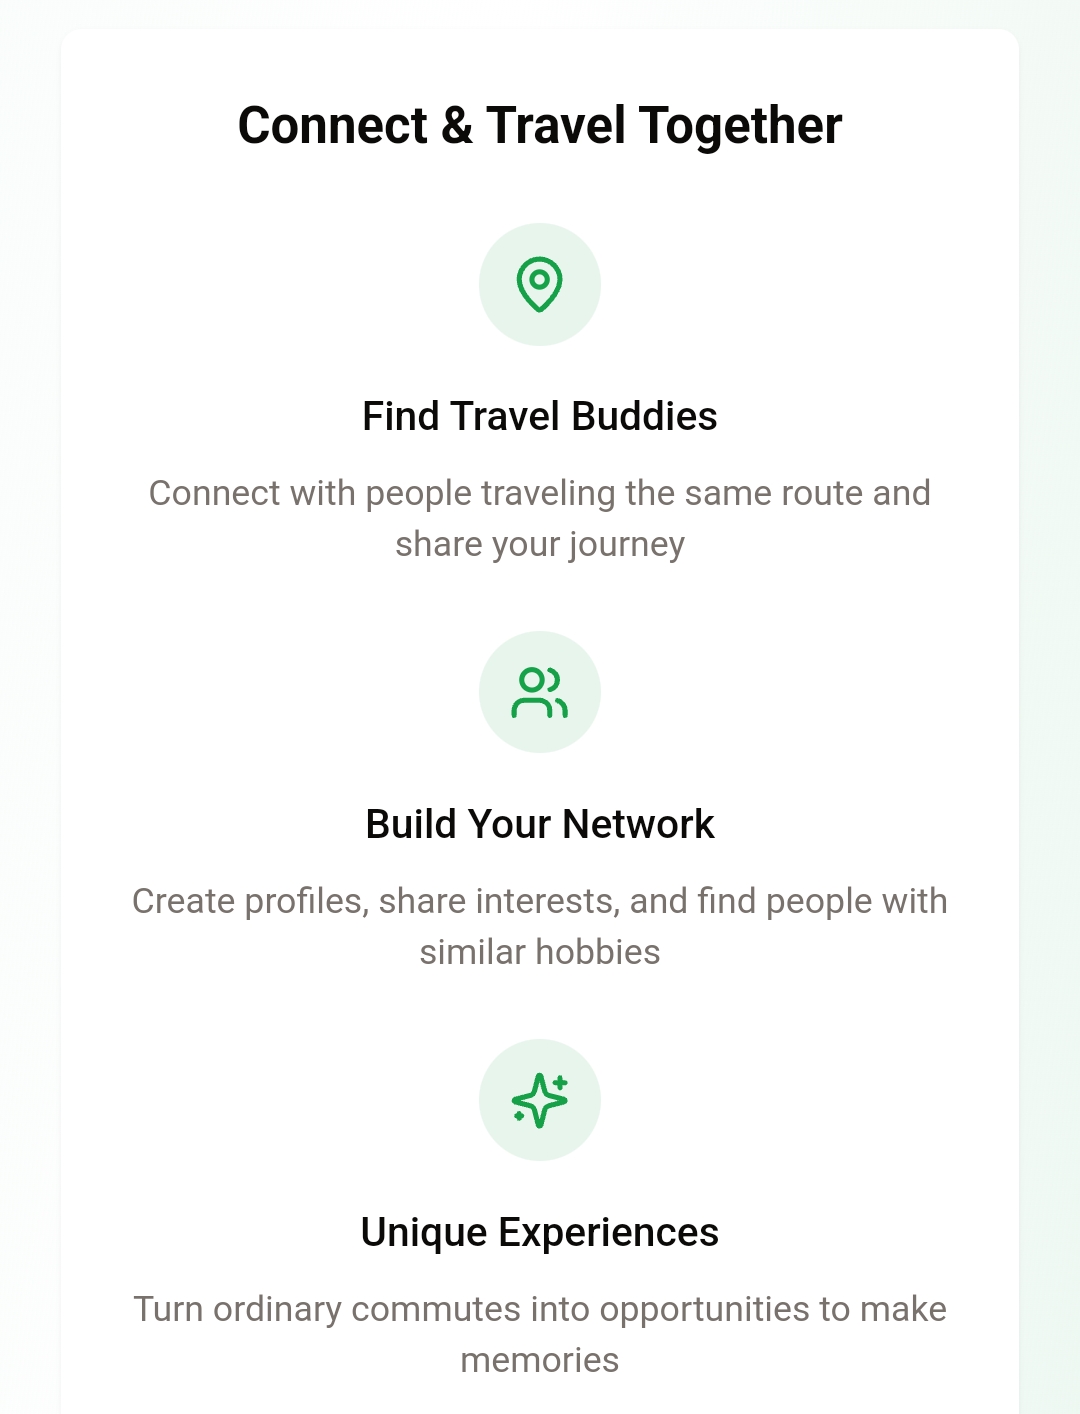 Connect & Travel Together
Find Travel Buddies
Connect with people traveling the same route and
share your journey
Build Your Network
Create profiles, share interests, and find people with
similar hobbies
Unique Experiences
Turn ordinary commutes into opportunities to make
memories